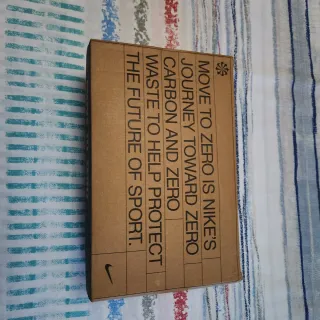 MOVE TO ZERO IS NIKE'S
JOURNEY TOWARD ZERO
CARBON AND ZERO
WASTE TO HELP PROTECT
THE FUTURE OF SPORT.